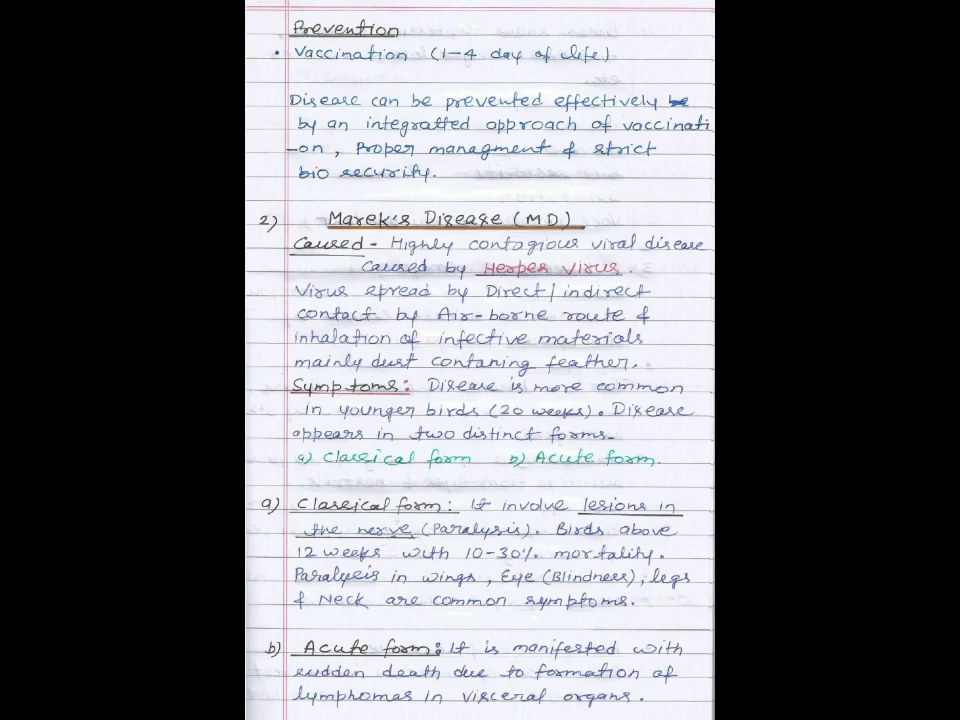 Prevention
• Vaccination (1-4 day of life)
Disease can be prevented effectively
by an integratted approach of vaccinati
-on, Proper managment & strict
bio security.
2) Marek's Disease (MD)
Caused - Highly contagious viral disease
caused by Herpes Virus.
Virus spread by Direct/indirect
contact by Air-borne route &
inhalation of infective materials
mainly dust contaning feather.
Symptoms: Disease is more common
in younger birds (20 weeks). Disease
appears in two distinct forms-
a) Classical form b) Acute form.
a) Classical form: It involve lesions in
the nerve (Paralysis). Birds above
12 weeks with 10-30% mortality.
Paralysis in wings, Eye (Blindness), legs
& Neck are common symptoms.
b) Acute form: It is manifested with
sudden death due to formation of
lymphomas in visceral organs.